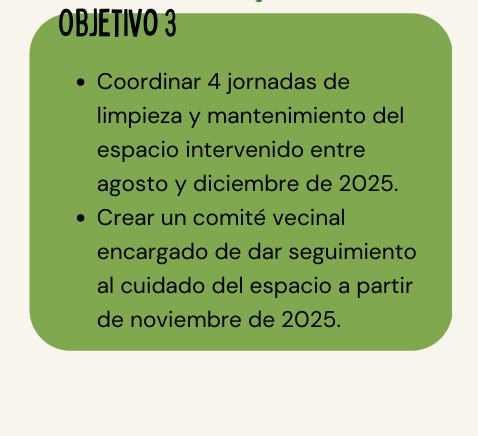 OBJETIVO 3
• Coordinar 4 jornadas de
limpieza y mantenimiento del
espacio intervenido entre
agosto y diciembre de 2025.
• Crear un comité vecinal
encargado de dar seguimiento
al cuidado del espacio a partir
de noviembre de 2025.